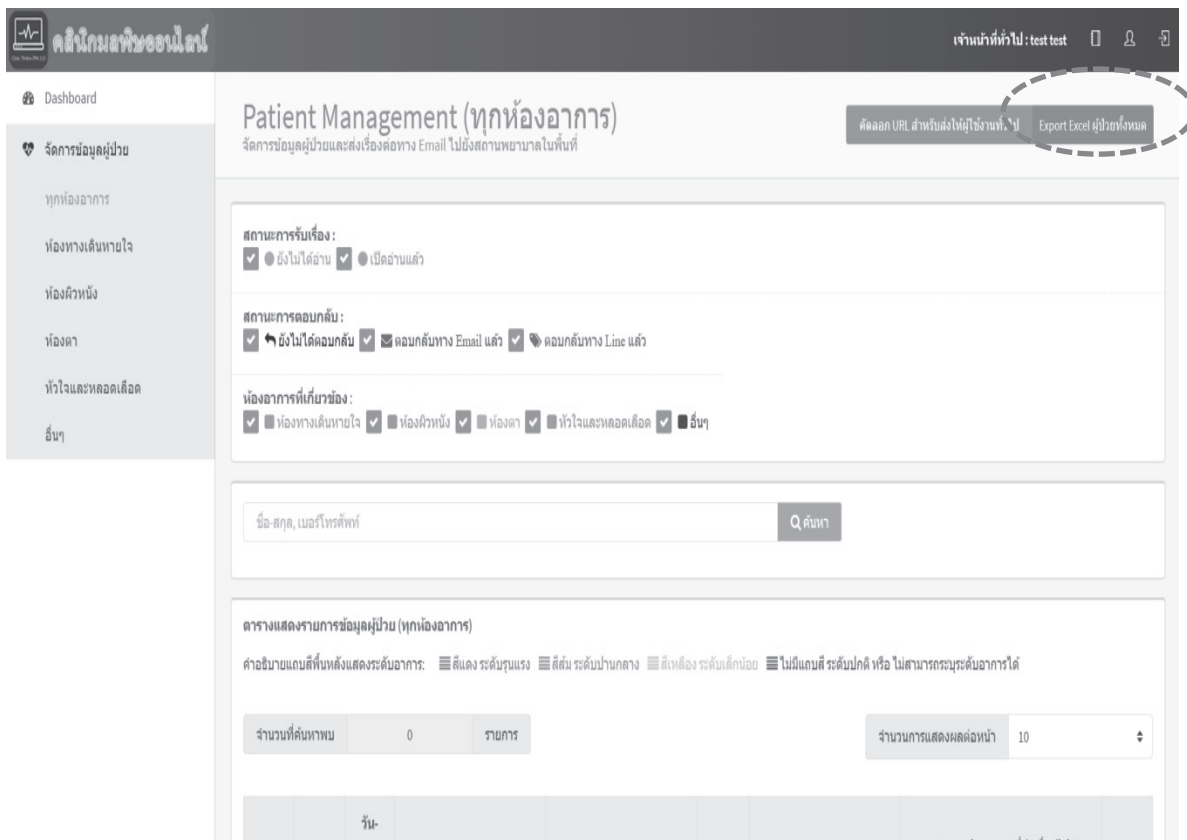 คลินิกมลพิษออนไลน์
เจ้าหน้าที่ทั่วไป : test test
Dashboard
จัดการข้อมูลผู้ป่วย
ทุกห้องอาการ
ห้องทางเดินหายใจ
ห้องผิวหนัง
ห้องตา
หัวใจและหลอดเลือด
อื่นๆ
Patient Management (ทุกห้องอาการ)
จัดการข้อมูลผู้ป่วยและส่งเรื่องต่อทาง Email ไปยังสถานพยาบาลในพื้นที่
คัดลอก URL สำหรับส่งให้ผู้ใช้งานทั่วไป Export Excel ผู้ป่วยทั้งหมด
สถานะการรับเรื่อง :
ยังไม่ได้อ่าน เปิดอ่านแล้ว
สถานะการตอบกลับ :
ยังไม่ได้ตอบกลับ ตอบกลับทาง Email แล้ว ตอบกลับทาง Line แล้ว
ห้องอาการที่เกี่ยวข้อง :
ห้องทางเดินหายใจ ห้องผิวหนัง ห้องตา หัวใจและหลอดเลือด อื่นๆ
ชื่อ-สกุล, เบอร์โทรศัพท์ ค้นหา
ตารางแสดงรายการข้อมูลผู้ป่วย (ทุกห้องอาการ)
คำอธิบายแถบสีพื้นหลังแสดงระดับอาการ: สีแดง ระดับรุนแรง สีส้ม ระดับปานกลาง สีเหลือง ระดับเล็กน้อย ไม่มีแถบสี ระดับปกติ หรือ ไม่สามารถระบุระดับอาการได้
จำนวนที่ค้นหาพบ 0 รายการ จำนวนการแสดงผลต่อหน้า 10
วัน-